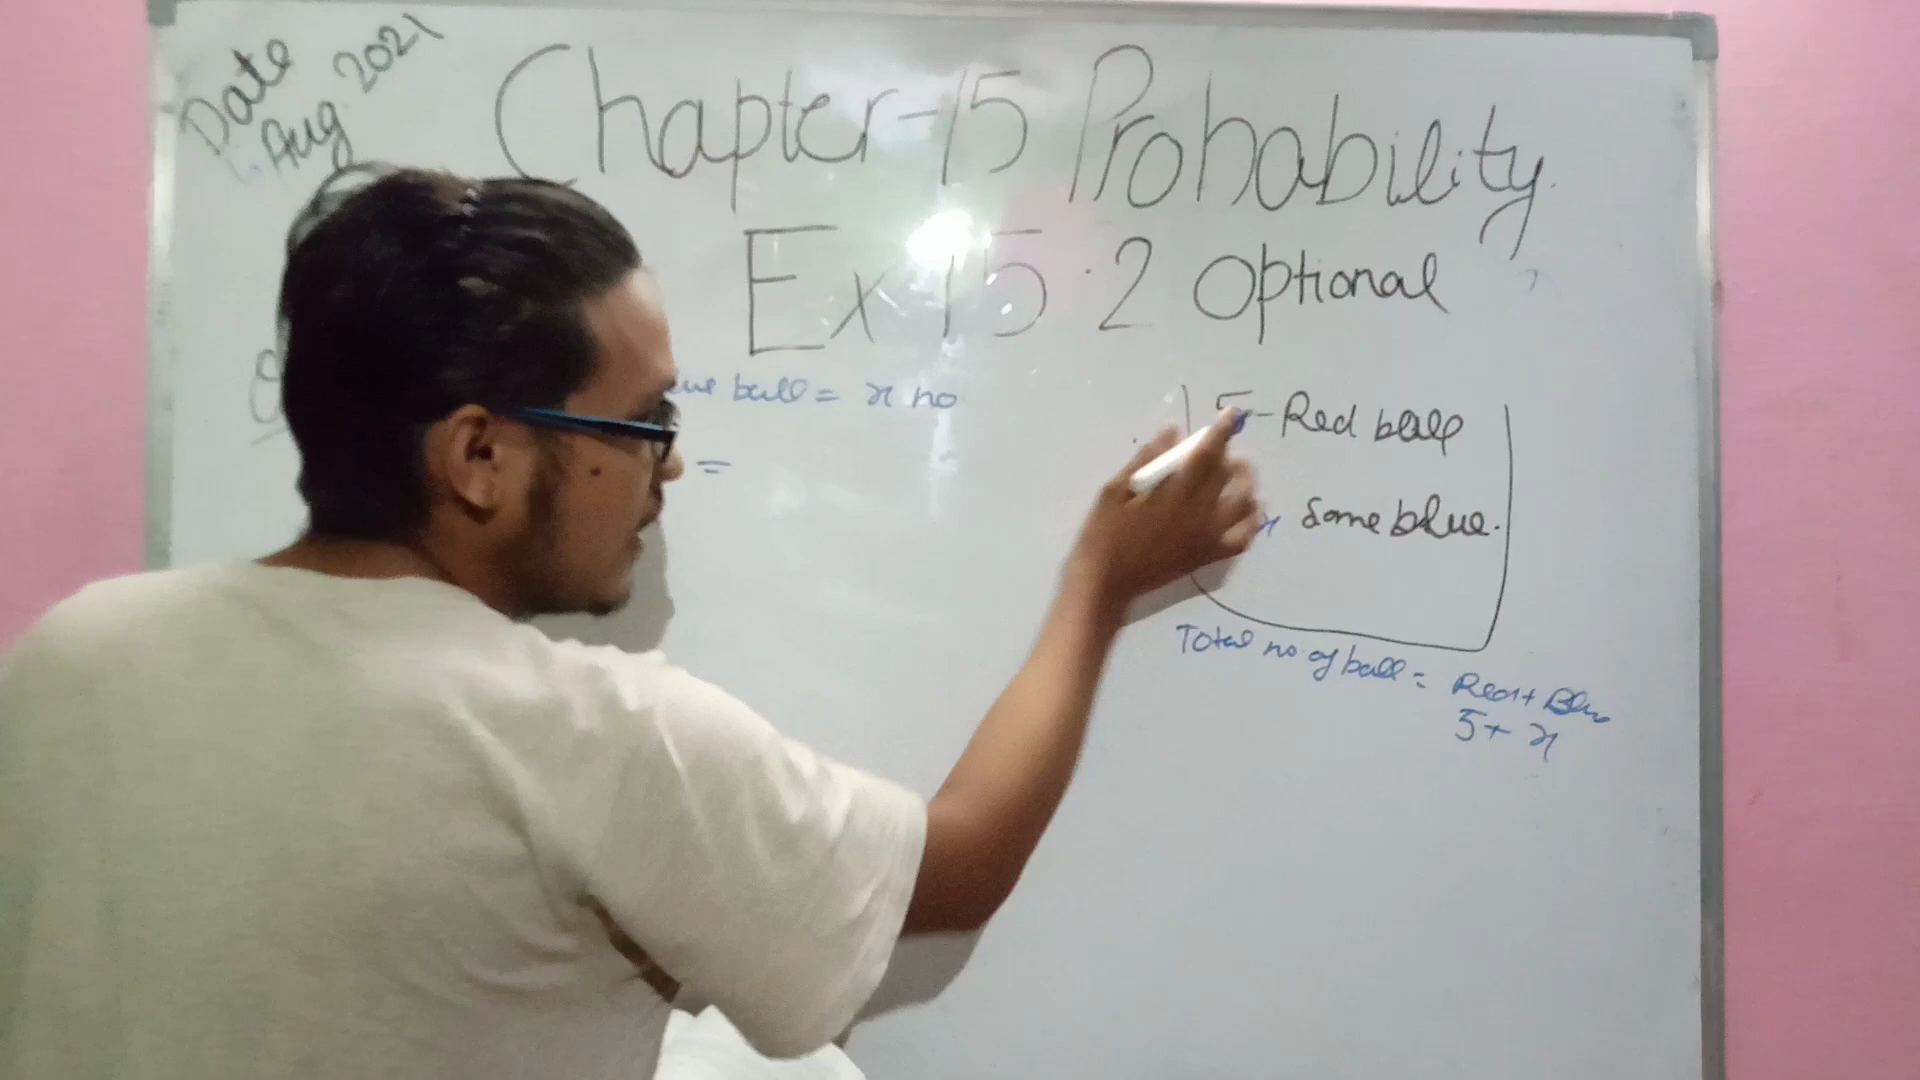 Date
Aug 2021
Chapter-15 Probability
Ex 15.2 Optional
ball = x no
=
5-Red ball
x some blue.
Total no. of ball = Red + Blu
5+ x